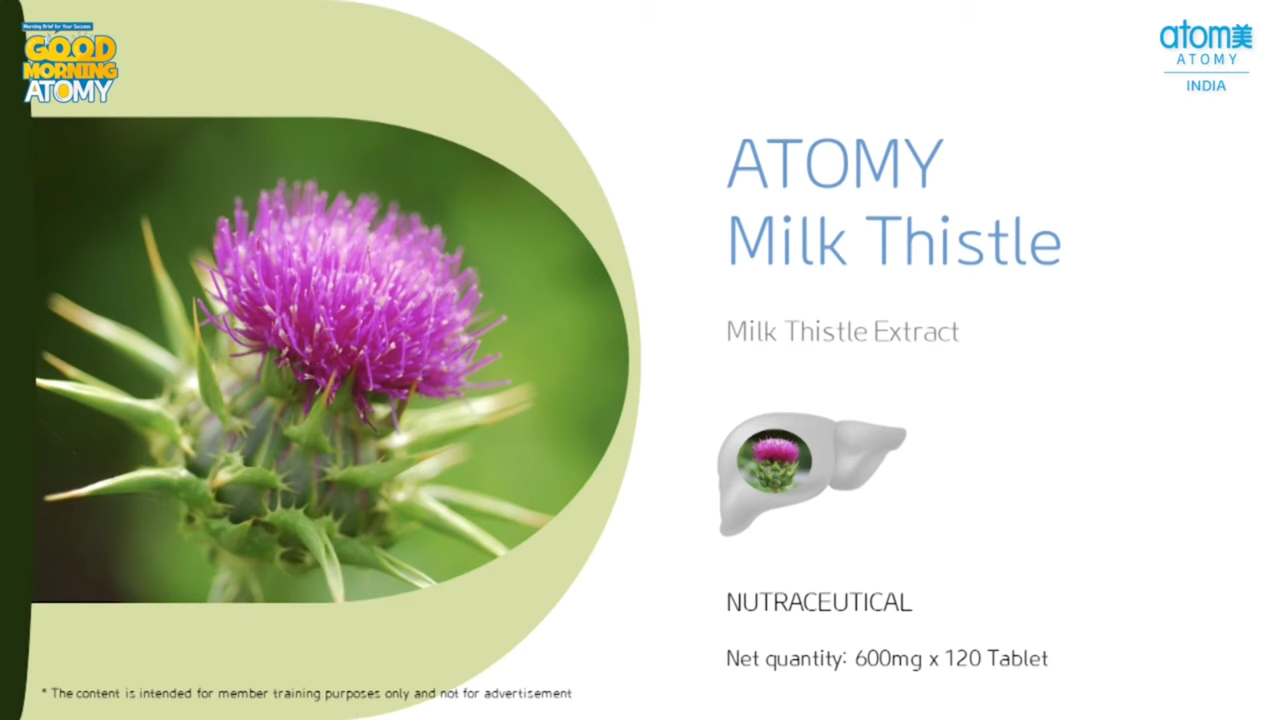 Morning Brief for Your Success
GOOD
MORNING
ATOMY
atom美
ATOMY
INDIA
ATOMY
Milk Thistle
Milk Thistle Extract
NUTRACEUTICAL
Net quantity: 600mg x 120 Tablet
* The content is intended for member training purposes only and not for advertisement